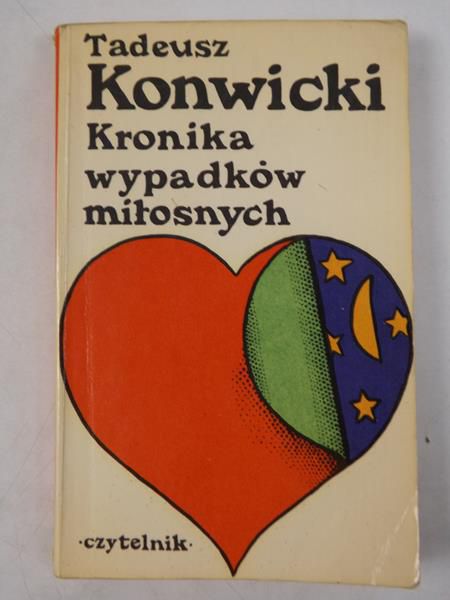 Tadeusz
Konwicki
Kronika
wypadków
miłosnych
·czytelnik·